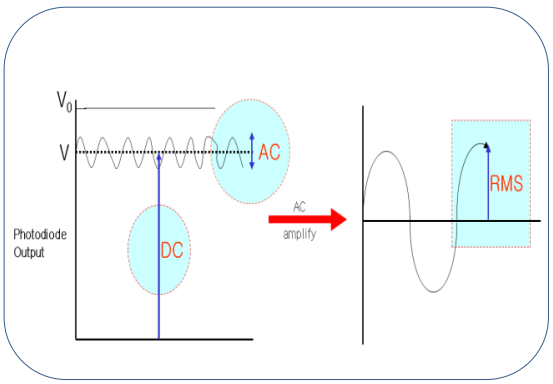 V₀
V
AC
Photodiode
Output
DC
AC
amplify
RMS